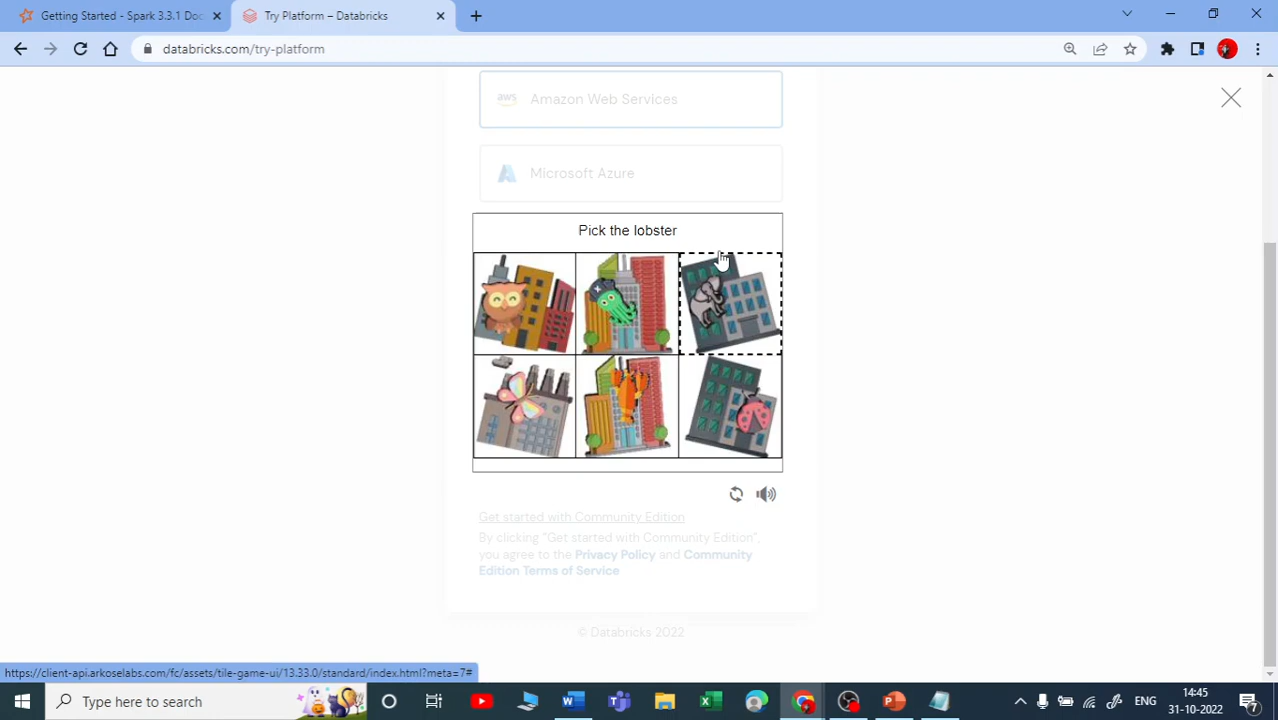 Getting Started - Spark 3.3.1 Doc
Try Platform – Databricks
databricks.com/try-platform
aws
Amazon Web Services
Microsoft Azure
Pick the lobster
Get started with Community Edition
By clicking "Get started with Community Edition",
you agree to the Privacy Policy and Community
Edition Terms of Service
© Databricks 2022
https://client-api.arkoselabs.com/fc/assets/tile-game-ui/13.33.0/standard/index.html?meta=7#
Type here to search
ENG
14:45
31-10-2022
7